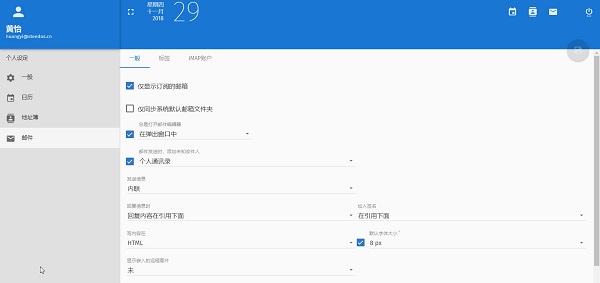 黄怡
huangyi@steedos.cn
星期四
十一月
2018
29
个人设定
一般
日历
地址簿
邮件
一般
标签
IMAP账户
仅显示订阅的邮箱
仅同步系统默认邮箱文件夹
总是打开邮件编辑器
在弹出窗口中
邮件发送时，添加未知收件人
个人通讯录
发送信息
内联
回复信息时
回复内容在引用下面
加入签名
在引用下面
写内容在
HTML
默认字体大小 *
8 px
显示嵌入的远程图片
未